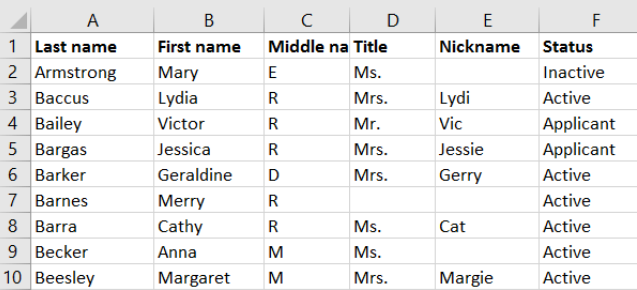 A B C D E F
1 Last name First name Middle na Title Nickname Status
2 Armstrong Mary E Ms. Inactive
3 Baccus Lydia R Mrs. Lydi Active
4 Bailey Victor R Mr. Vic Applicant
5 Bargas Jessica R Mrs. Jessie Applicant
6 Barker Geraldine D Mrs. Gerry Active
7 Barnes Merry R Active
8 Barra Cathy R Ms. Cat Active
9 Becker Anna M Ms. Active
10 Beesley Margaret M Mrs. Margie Active